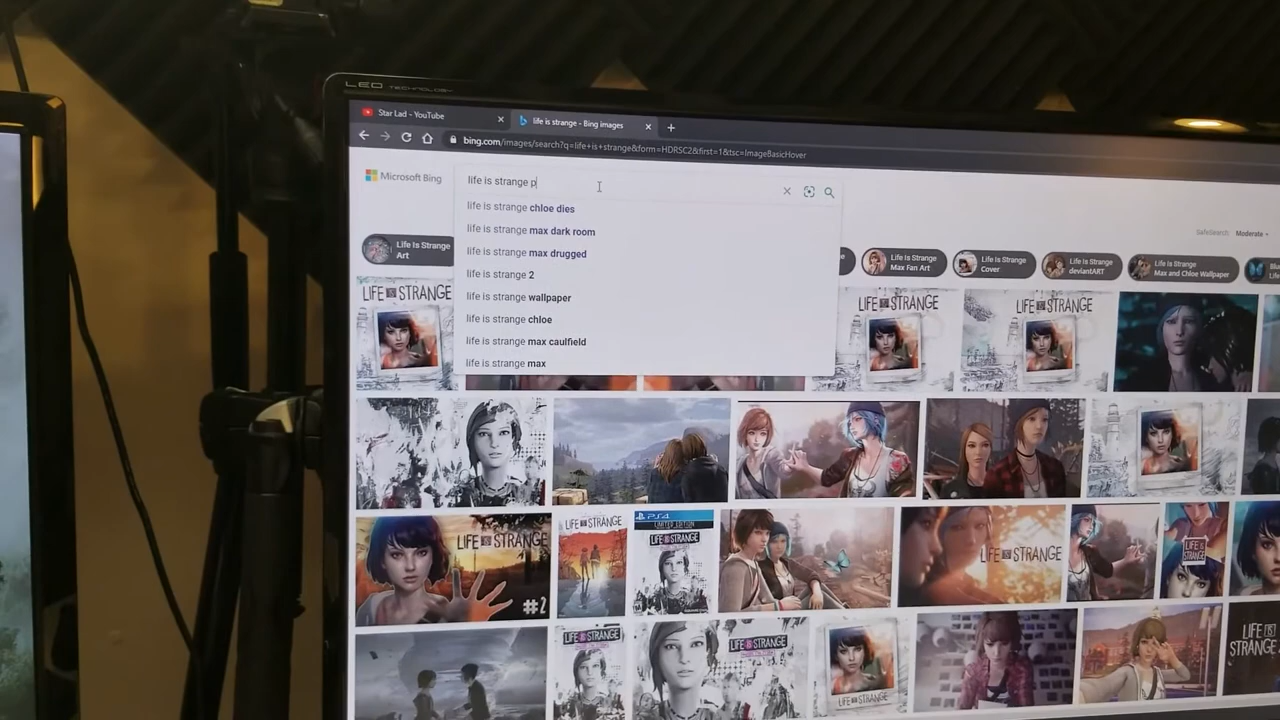 LED TECHNOLOGY
Star Lad - YouTube
life is strange - Bing images
bing.com/images/search?q=life+is+strange&form=HDRSC2&first=1&tsc=ImageBasicHover
Microsoft Bing
life is strange p
life is strange chloe dies
life is strange max dark room
life is strange max drugged
life is strange 2
life is strange wallpaper
life is strange chloe
life is strange max caulfield
life is strange max
SafeSearch: Moderate
Life Is Strange
Art
Life Is Strange
Max Fan Art
Life Is Strange
Cover
Life Is Strange
deviantART
Life Is Strange
Max and Chloe Wallpaper
LIFE IS STRANGE
LIFE IS STRANGE
LIFE IS STRANGE
LIFE IS STRANGE
#2
LIFE IS STRANGE
PS4
LIMITED EDITION
LIFE IS STRANGE
LIFE IS STRANGE
LIFE IS STRANGE
LIFE IS STRANGE
LIFE IS STRANGE
LIFE IS STRANGE
LIFE IS
STRANGE